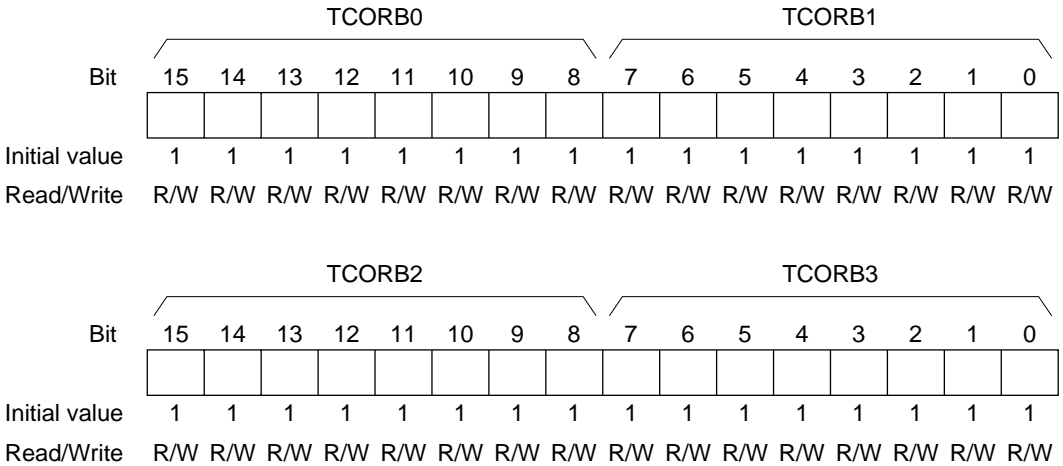 TCORB0 TCORB1
Bit 15 14 13 12 11 10 9 8 7 6 5 4 3 2 1 0
Initial value 1 1 1 1 1 1 1 1 1 1 1 1 1 1 1 1
Read/Write R/W R/W R/W R/W R/W R/W R/W R/W R/W R/W R/W R/W R/W R/W R/W R/W
TCORB2 TCORB3
Bit 15 14 13 12 11 10 9 8 7 6 5 4 3 2 1 0
Initial value 1 1 1 1 1 1 1 1 1 1 1 1 1 1 1 1
Read/Write R/W R/W R/W R/W R/W R/W R/W R/W R/W R/W R/W R/W R/W R/W R/W R/W